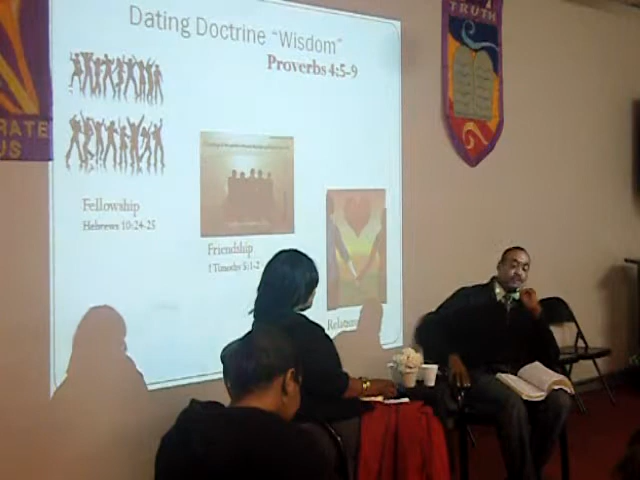 Dating Doctrine "Wisdom"
Proverbs 4:5-9
Fellowship
Hebrews 10:24-25
Friendship
1 Timothy 5:1-2
TRUTH
RATE
US